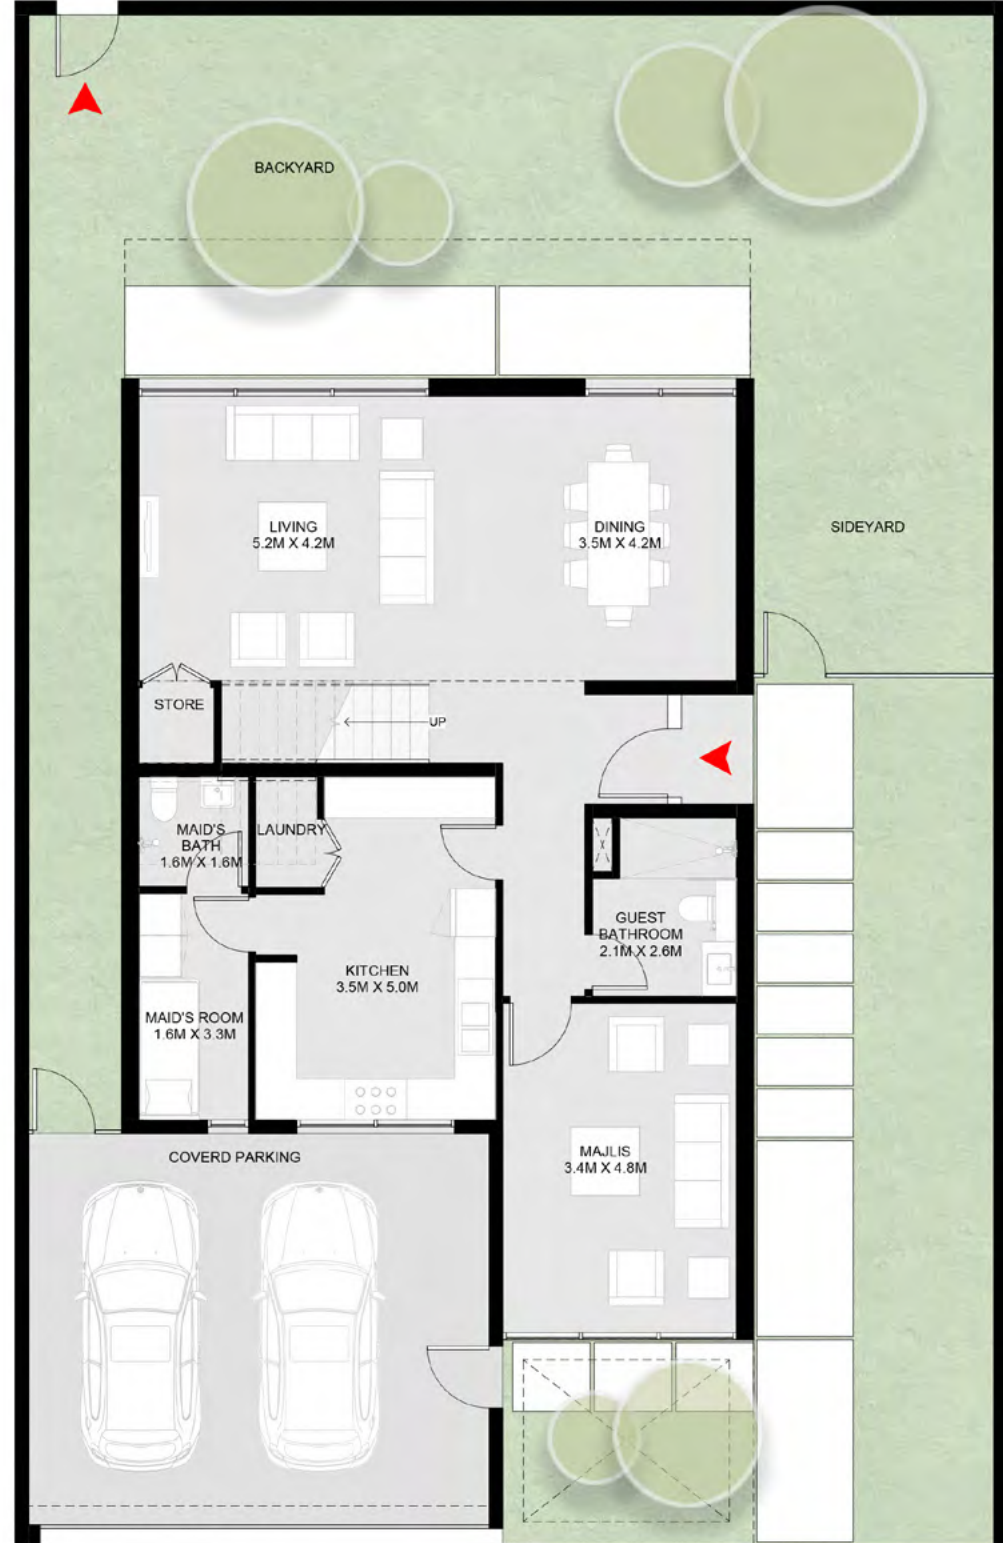 BACKYARD
LIVING
5.2M X 4.2M
DINING
3.5M X 4.2M
SIDEYARD
STORE
UP
MAID'S
BATH
1.6M X 1.6M
LAUNDRY
GUEST
BATHROOM
2.1M X 2.6M
KITCHEN
3.5M X 5.0M
MAID'S ROOM
1.6M X 3.3M
MAJLIS
3.4M X 4.8M
COVERD PARKING